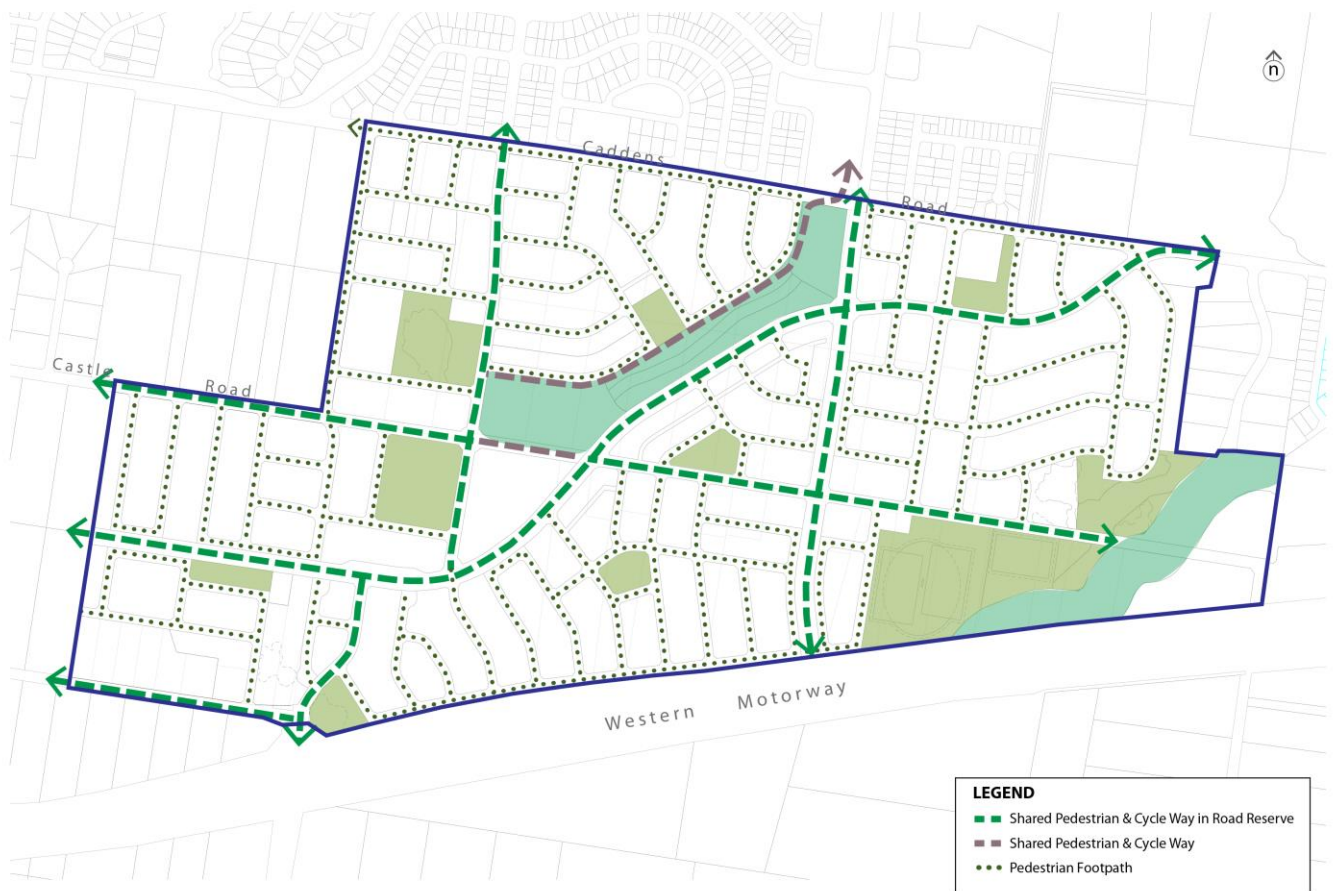 n
Caddens
Road
Castle
Road
Western Motorway
LEGEND
Shared Pedestrian & Cycle Way in Road Reserve
Shared Pedestrian & Cycle Way
Pedestrian Footpath